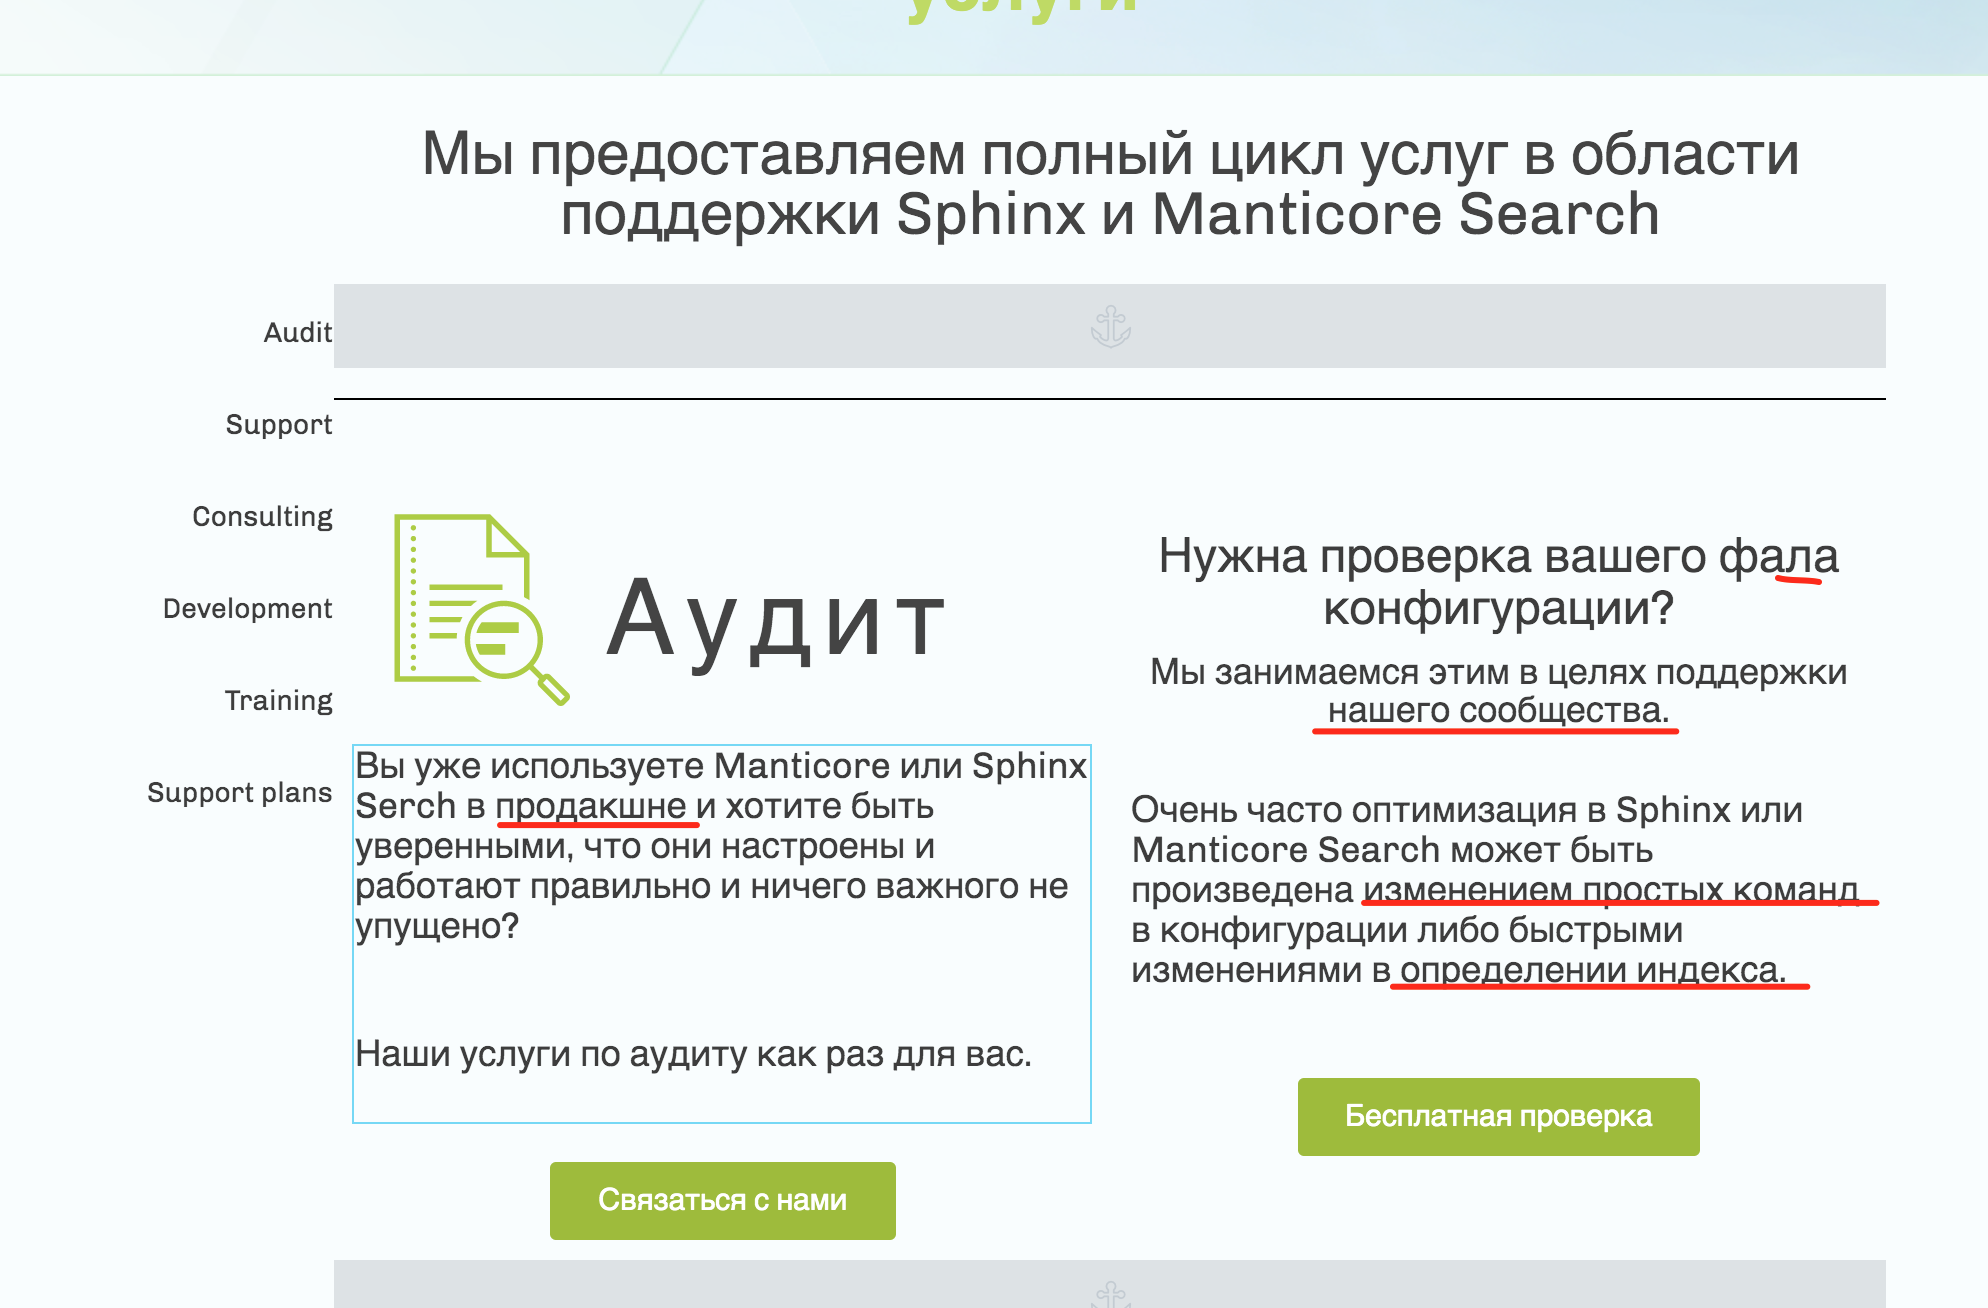 услуги
Мы предоставляем полный цикл услуг в области
поддержки Sphinx и Manticore Search
Audit
Support
Consulting
Development
Training
Support plans
Аудит
Вы уже используете Manticore или Sphinx
Serch в продакшне и хотите быть
уверенными, что они настроены и
работают правильно и ничего важного не
упущено?
Наши услуги по аудиту как раз для вас.
Связаться с нами
Нужна проверка вашего фала
конфигурации?
Мы занимаемся этим в целях поддержки
нашего сообщества.
Очень часто оптимизация в Sphinx или
Manticore Search может быть
произведена изменением простых команд
в конфигурации либо быстрыми
изменениями в определении индекса.
Бесплатная проверка